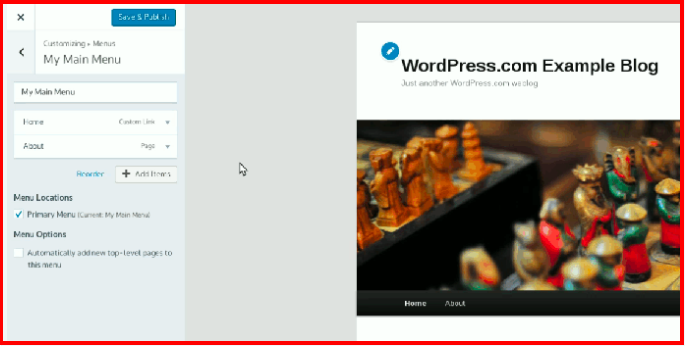 Save & Publish
Customizing • Menus
My Main Menu
My Main Menu
Home Custom Link
About Page
Reorder Add Items
Menu Locations
Primary Menu (Current: My Main Menu)
Menu Options
Automatically add new top-level pages to
this menu
WordPress.com Example Blog
Just another WordPress.com weblog
Home About